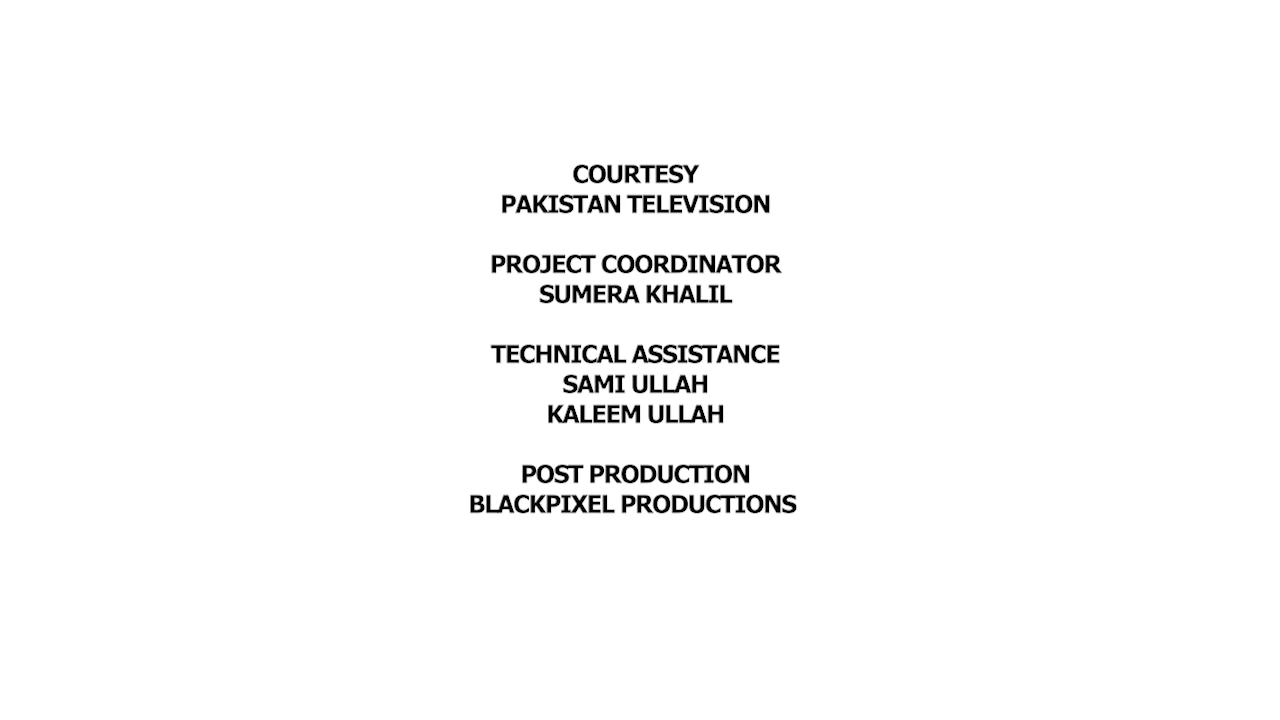 COURTESY
PAKISTAN TELEVISION
PROJECT COORDINATOR
SUMERA KHALIL
TECHNICAL ASSISTANCE
SAMI ULLAH
KALEEM ULLAH
POST PRODUCTION
BLACKPIXEL PRODUCTIONS